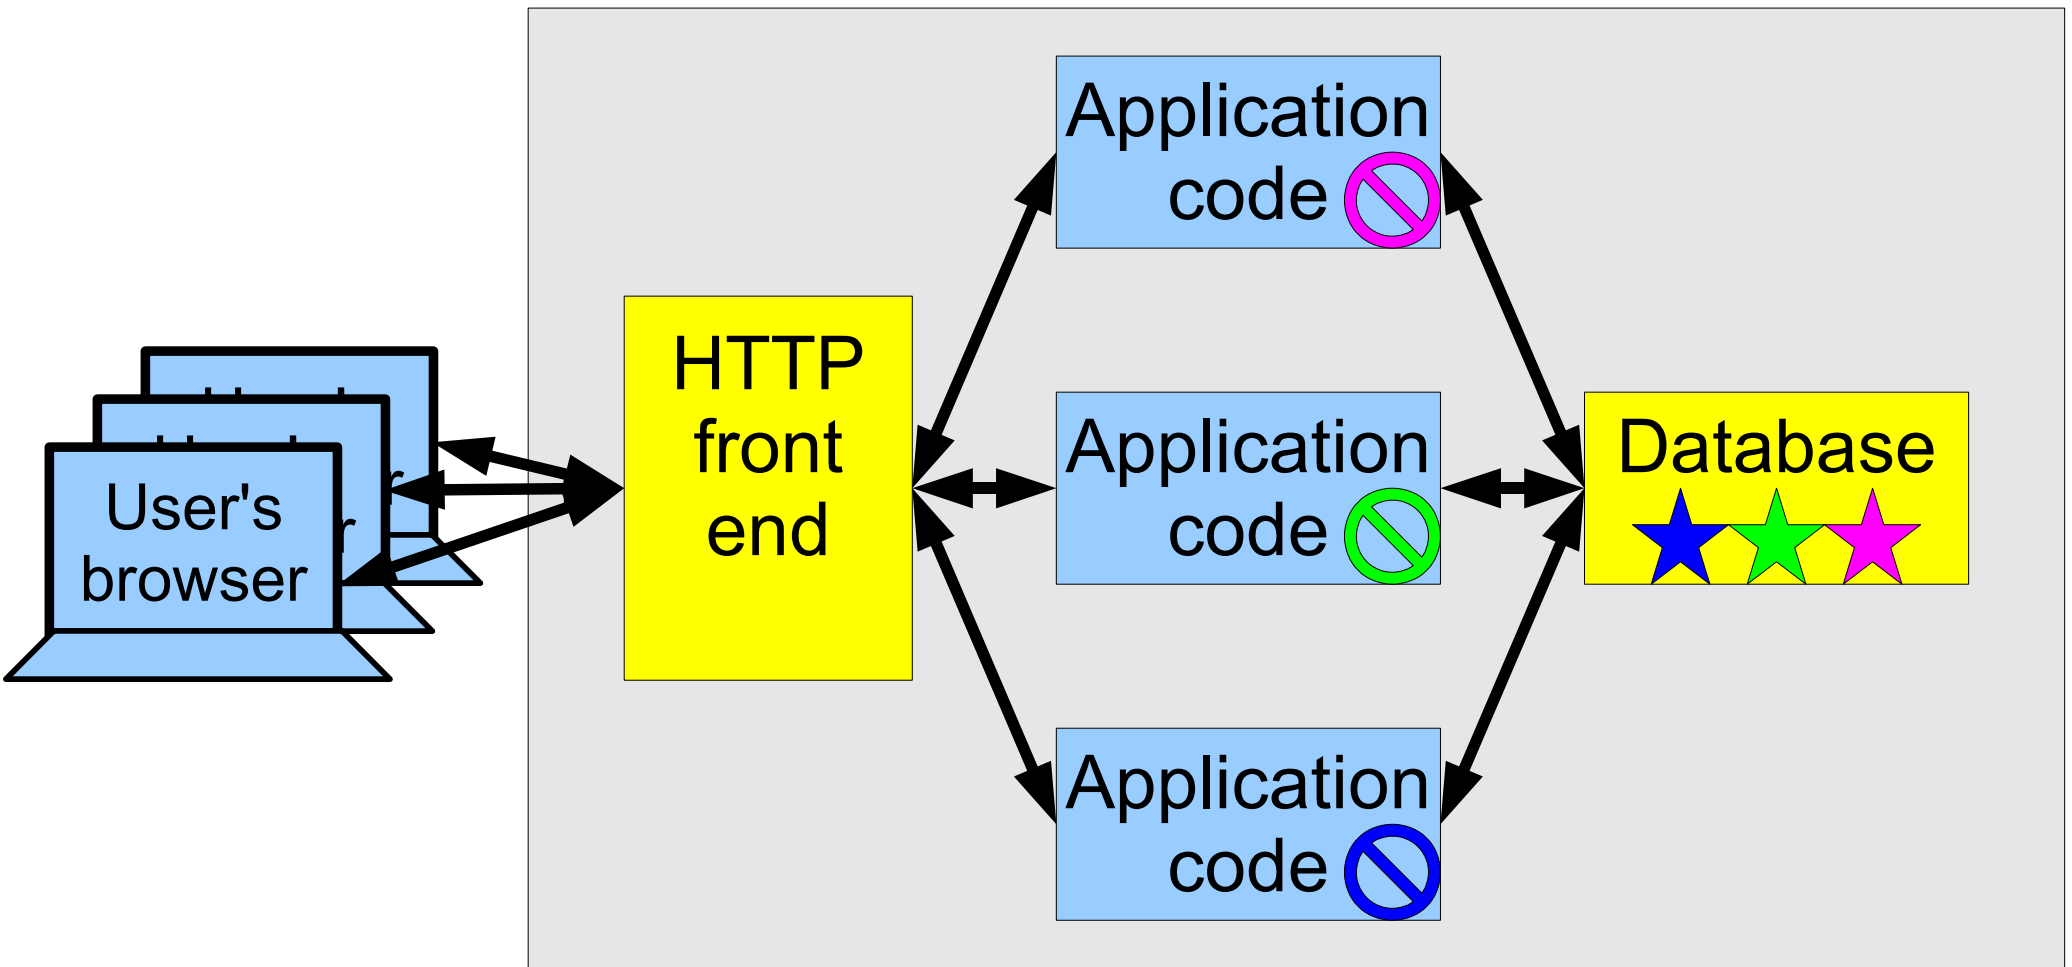 User's
browser
HTTP
front
end
Application
code
Application
code
Application
code
Database